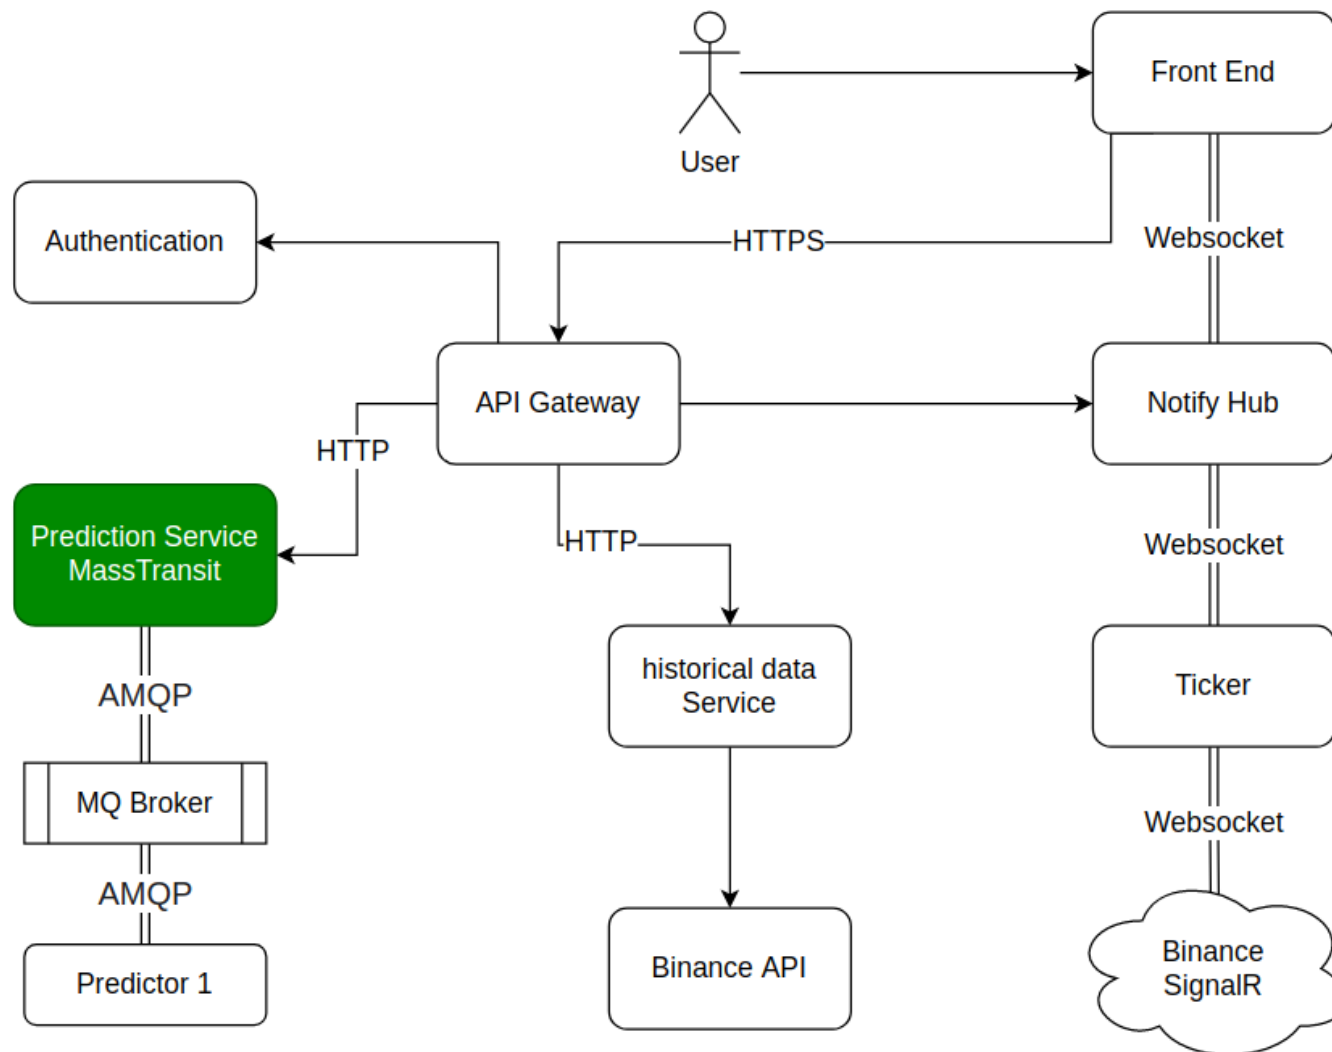 Front End
User
Websocket
HTTPS
Authentication
API Gateway
Notify Hub
HTTP
Prediction Service
MassTransit
HTTP
Websocket
historical data
Service
Ticker
AMQP
MQ Broker
Websocket
AMQP
Predictor 1
Binance API
Binance
SignalR